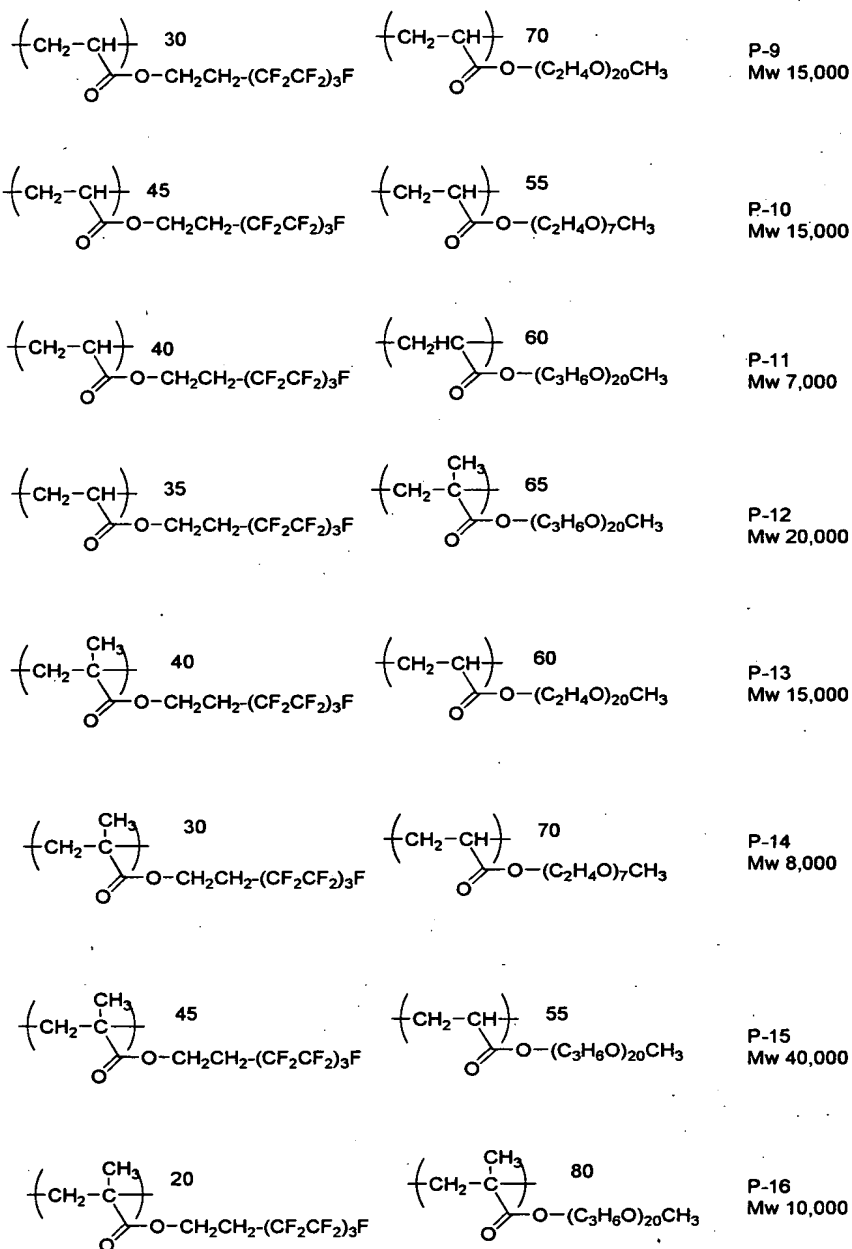 30 70
(CH₂-CH) (CH₂-CH) P-9
O O-CH₂CH₂-(CF₂CF₂)₃F O O-(C₂H₄O)₂₀CH₃ Mw 15,000
45 55
(CH₂-CH) (CH₂-CH) P-10
O O-CH₂CH₂-(CF₂CF₂)₃F O O-(C₂H₄O)₇CH₃ Mw 15,000
40 60
(CH₂-CH) (CH₂HC) P-11
O O-CH₂CH₂-(CF₂CF₂)₃F O O-(C₃H₆O)₂₀CH₃ Mw 7,000
35 CH₃ 65
(CH₂-CH) (CH₂-C) P-12
O O-CH₂CH₂-(CF₂CF₂)₃F O O-(C₃H₆O)₂₀CH₃ Mw 20,000
CH₃ 40 60
(CH₂-C) (CH₂-CH) P-13
O O-CH₂CH₂-(CF₂CF₂)₃F O O-(C₂H₄O)₂₀CH₃ Mw 15,000
CH₃ 30 70
(CH₂-C) (CH₂-CH) P-14
O O-CH₂CH₂-(CF₂CF₂)₃F O O-(C₂H₄O)₇CH₃ Mw 8,000
CH₃ 45 55
(CH₂-C) (CH₂-CH) P-15
O O-CH₂CH₂-(CF₂CF₂)₃F O O-(C₃H₆O)₂₀CH₃ Mw 40,000
CH₃ 20 CH₃ 80
(CH₂-C) (CH₂-C) P-16
O O-CH₂CH₂-(CF₂CF₂)₃F O O-(C₃H₆O)₂₀CH₃ Mw 10,000